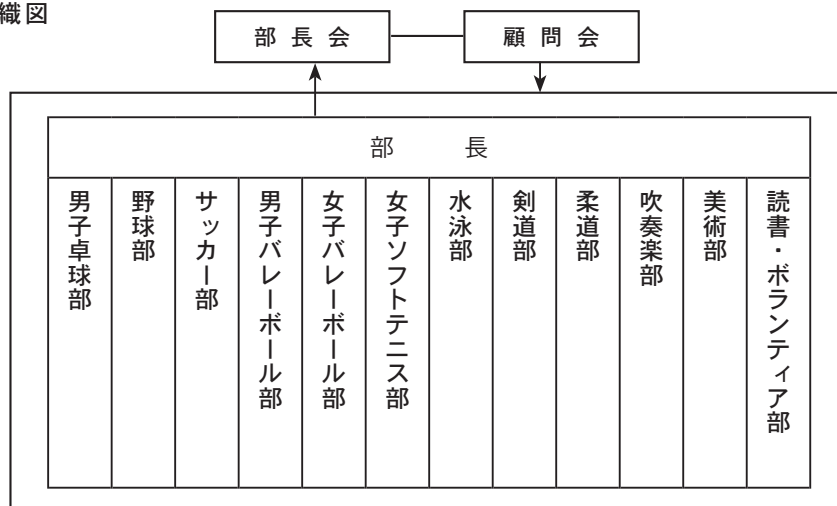 織図
部長会
顧問会
部長
男子卓球部
野球部
サッカー部
男子バレーボール部
女子バレーボール部
女子ソフトテニス部
水泳部
剣道部
柔道部
吹奏楽部
美術部
読書・ボランティア部